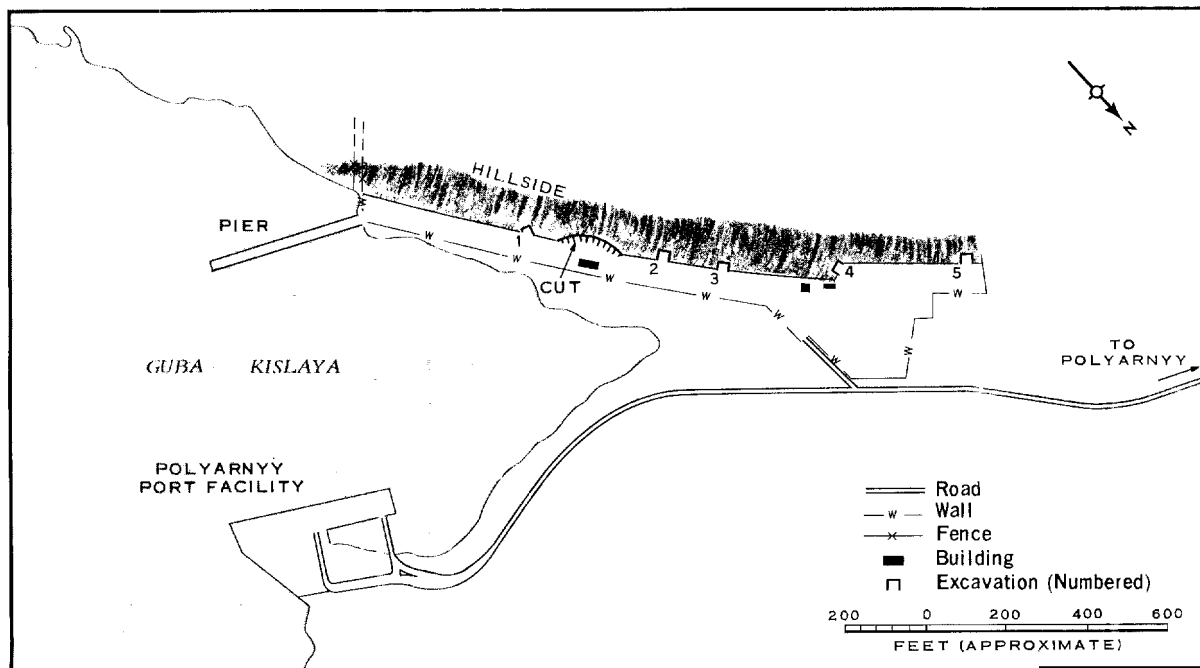 N
HILLSIDE
PIER
1
CUT
2
3
4
5
W
W
W
W
W
W
W
W
GUBA KISLAYA
TO
POLYARNYY
POLYARNYY
PORT FACILITY
Road
W Wall
Fence
Building
Excavation (Numbered)
200 0 200 400 600
FEET (APPROXIMATE)